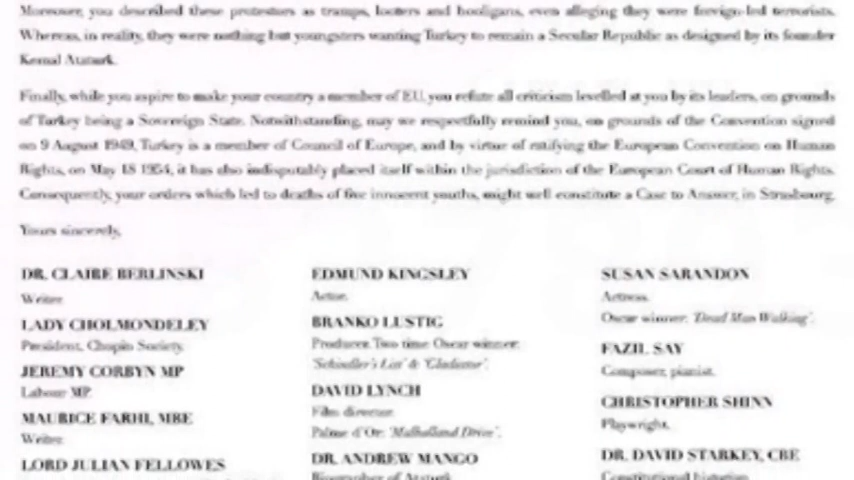 Moreover, you described these protestors as tramps, looters and hooligans, even alleging they were foreign-led terrorists.
Whereas, in reality, they were nothing but youngsters wanting Turkey to remain a Secular Republic as designed by its founder
Kemal Ataturk.
Finally, while you aspire to make your country a member of EU, you refute all criticism levelled at you by its leaders, on grounds
of Turkey being a Sovereign State. Notwithstanding, may we respectfully remind you, on grounds of the Convention signed
on 9 August 1949, Turkey is a member of Council of Europe, and by virtue of ratifying the European Convention on Human
Rights, on May 18 1954, it has also indisputably placed itself within the jurisdiction of the European Court of Human Rights.
Consequently, your orders which led to deaths of five innocent youths, might well constitute a Case to Answer, in Strasbourg.
Yours sincerely,
DR. CLAIRE BERLINSKI
Writer.
LADY CHOLMONDELEY
President, Chopin Society.
JEREMY CORBYN MP
Labour MP.
MAURICE FARHI, MBE
Writer.
LORD JULIAN FELLOWES
EDMUND KINGSLEY
Actor.
BRANKO LUSTIG
Producer. Two time Oscar winner:
'Schindler's List' & 'Gladiator'.
DAVID LYNCH
Film director.
Palme d'Or: 'Mulholland Drive'.
DR. ANDREW MANGO
Biographer of Ataturk
SUSAN SARANDON
Actress.
Oscar winner: 'Dead Man Walking'.
FAZIL SAY
Composer, pianist.
CHRISTOPHER SHINN
Playwright.
DR. DAVID STARKEY, CBE
Constitutional historian